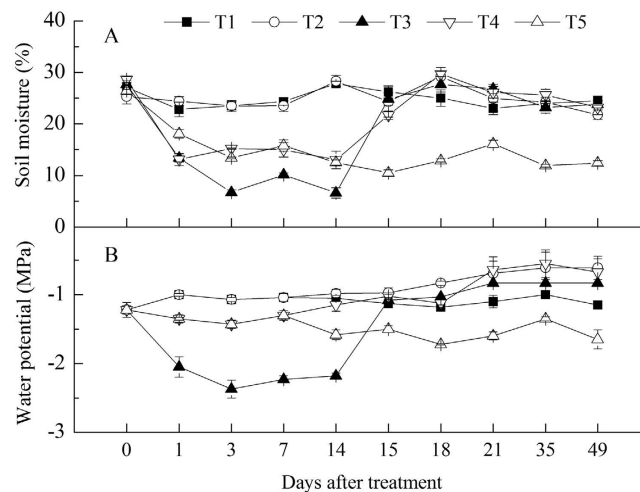 T1 T2 T3 T4 T5
A
40
30
20
10
0
Soil moisture (%)
B
-1
-2
-3
Water potential (MPa)
0 1 3 7 14 15 18 21 35 49
Days after treatment